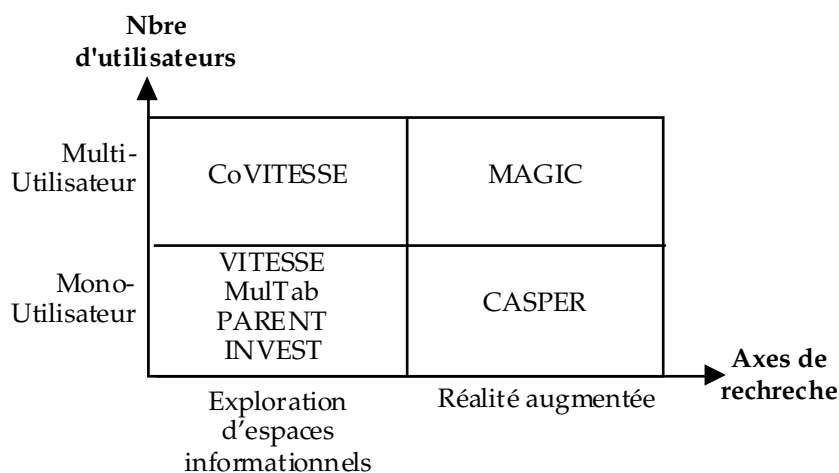 Nbre
d'utilisateurs
Multi-
Utilisateur
CoVITESSE
MAGIC
Mono-
Utilisateur
VITESSE
MulTab
PARENT
INVEST
CASPER
Axes de
rechreche
Exploration
d'espaces
informationnels
Réalité augmentée